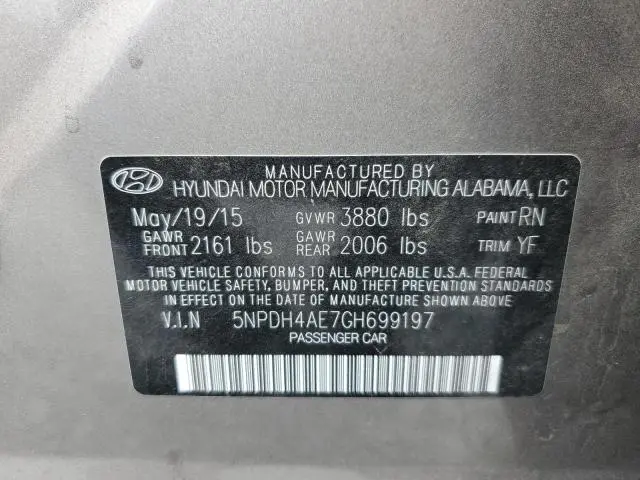 MANUFACTURED BY
HYUNDAI MOTOR MANUFACTURING ALABAMA, LLC
May/19/15 GVWR 3880 lbs PAINT RN
GAWR FRONT 2161 lbs GAWR REAR 2006 lbs TRIM YF
THIS VEHICLE CONFORMS TO ALL APPLICABLE U.S.A. FEDERAL
MOTOR VEHICLE SAFETY, BUMPER, AND THEFT PREVENTION STANDARDS
IN EFFECT ON THE DATE OF MANUFACTURE SHOWN ABOVE.
V.I.N 5NPDH4AE7GH699197
PASSENGER CAR